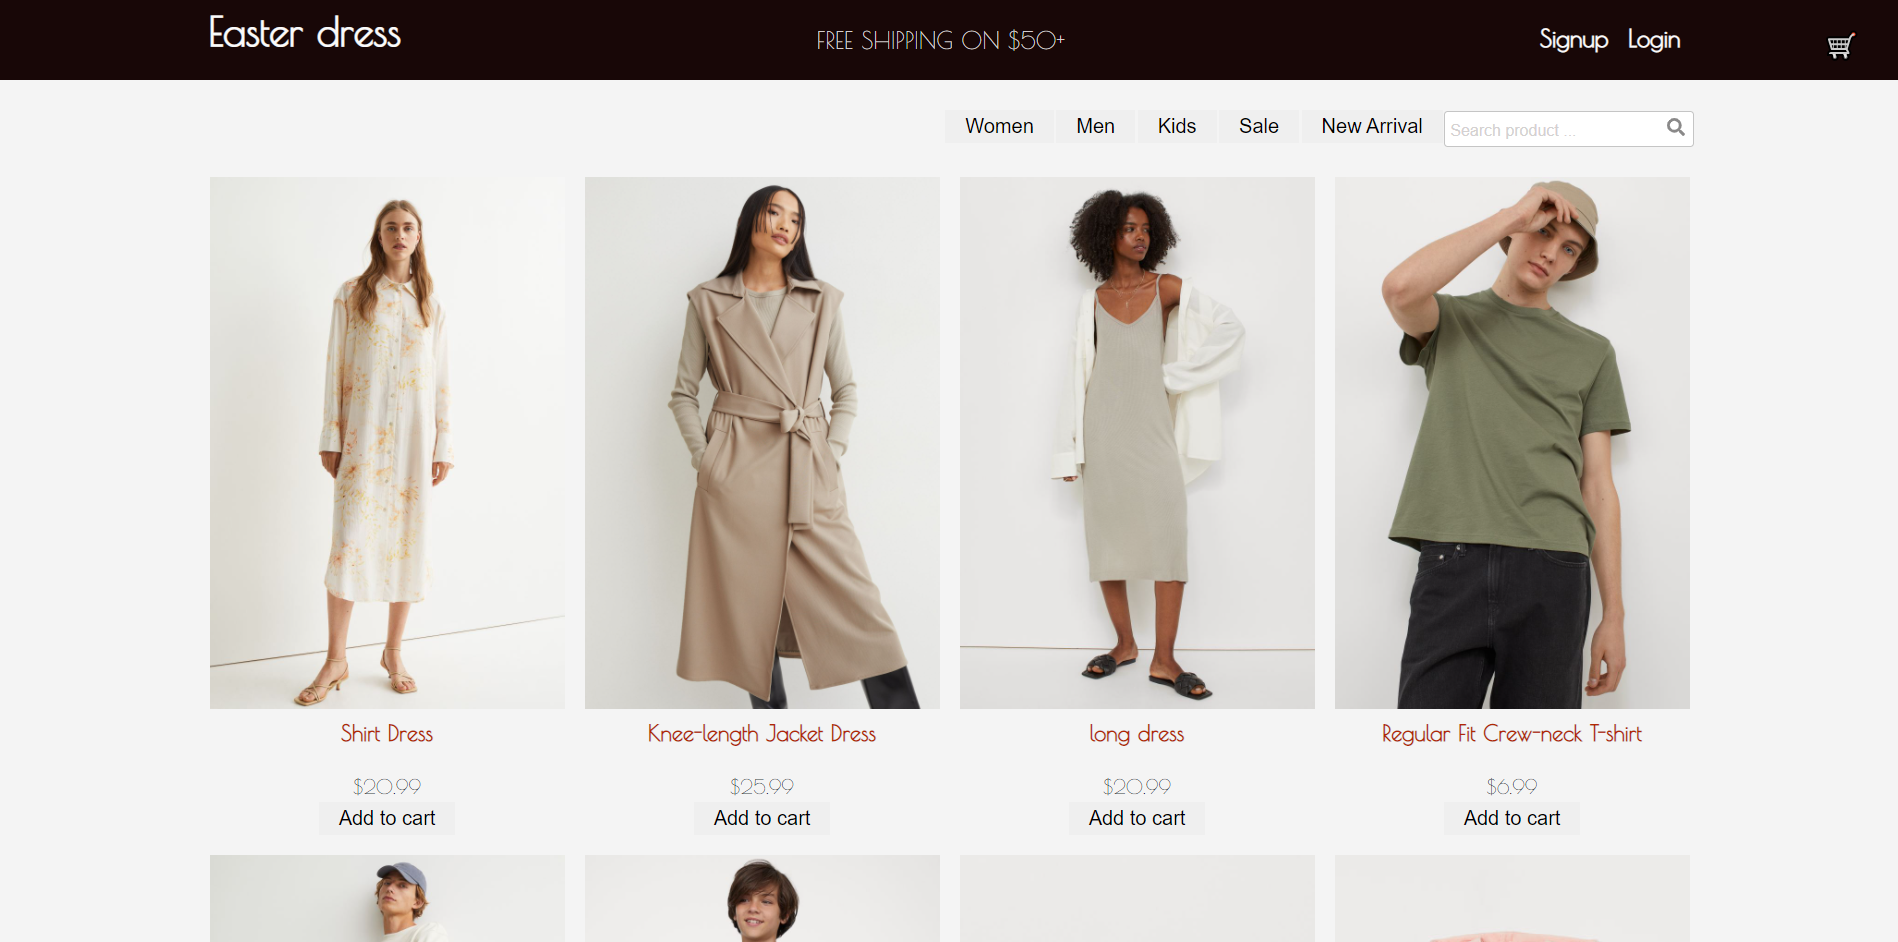 Easter dress
FREE SHIPPING ON $50+
Signup Login
Women Men Kids Sale New Arrival
Search product ...
Shirt Dress
$20.99
Add to cart
Knee-length Jacket Dress
$25.99
Add to cart
long dress
$20.99
Add to cart
Regular Fit Crew-neck T-shirt
$6.99
Add to cart